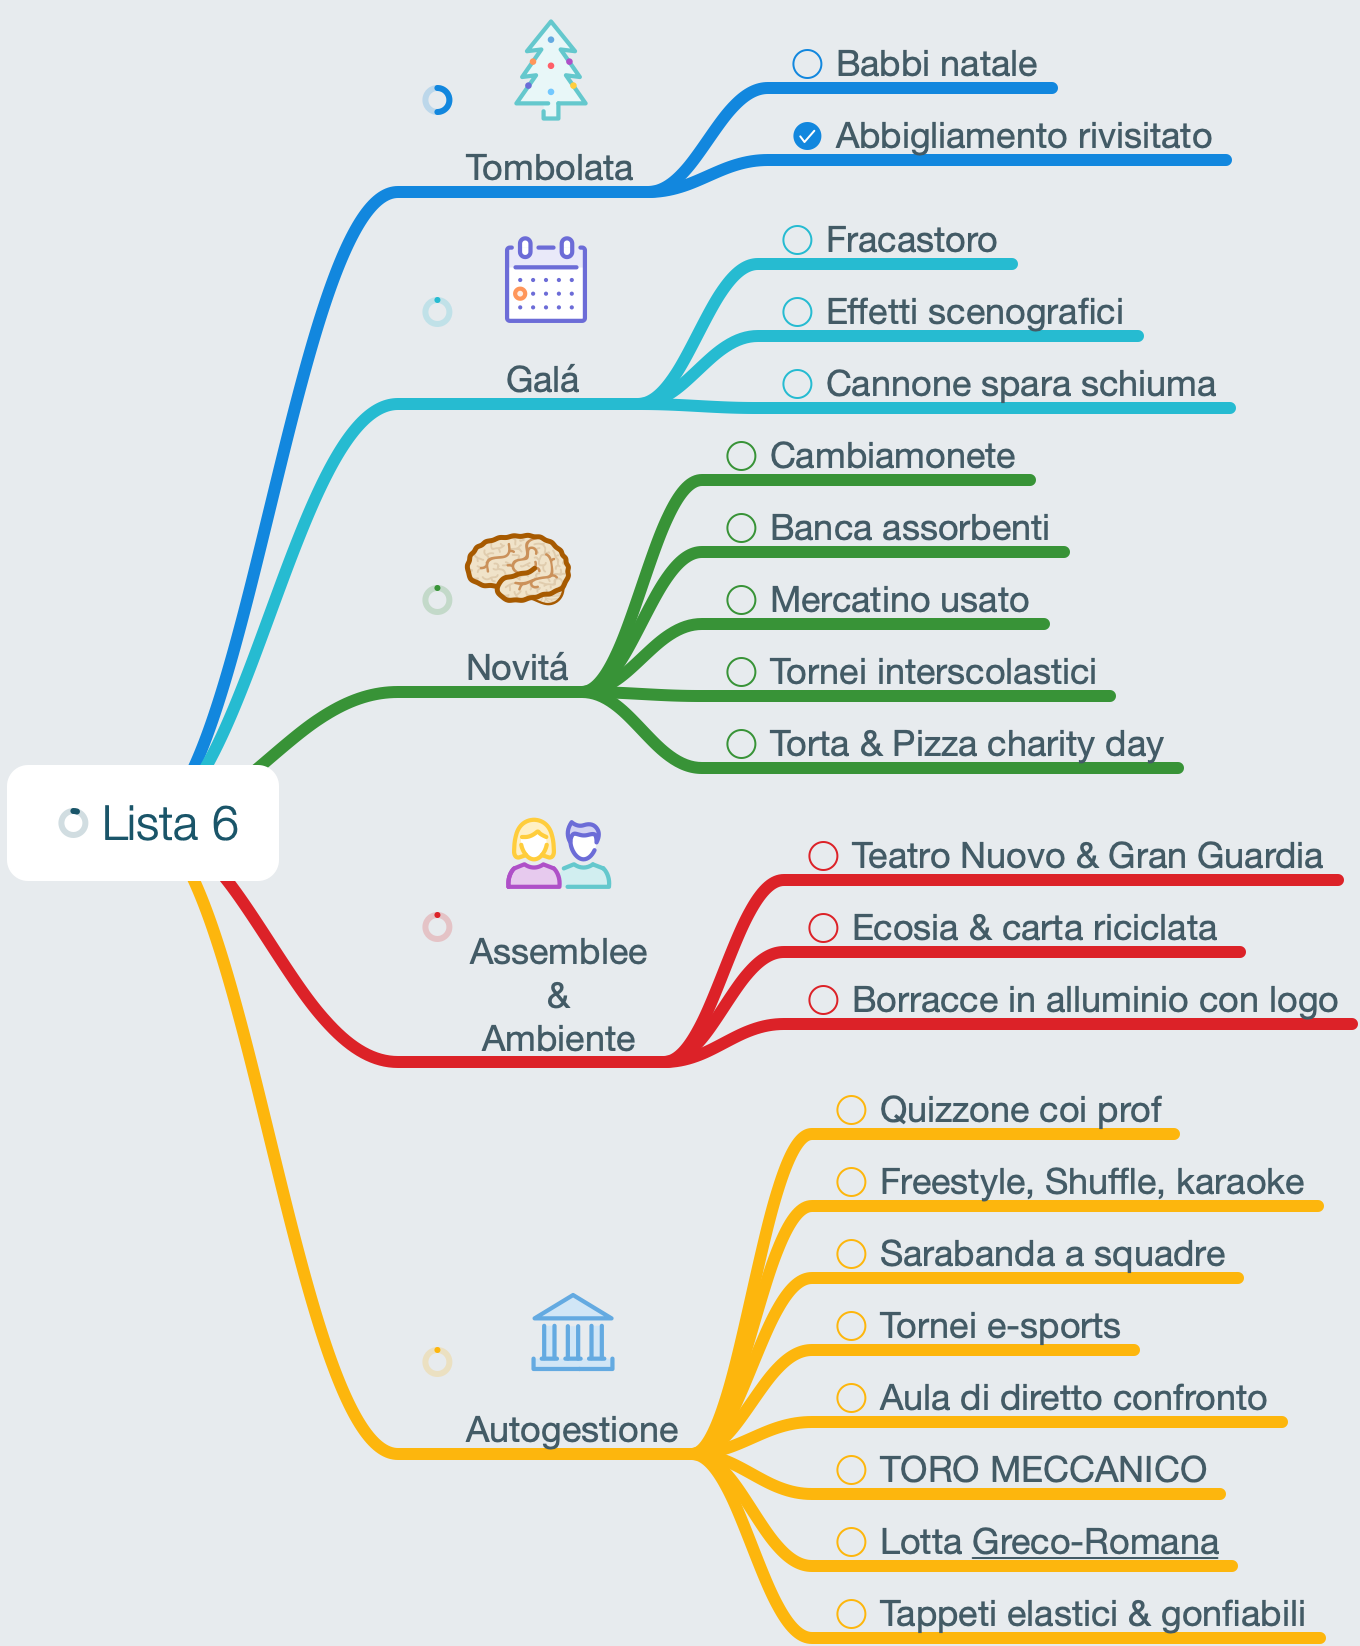 Lista 6
Tombolata
Babbi natale
Abbigliamento rivisitato
Galá
Fracastoro
Effetti scenografici
Cannone spara schiuma
Novitá
Cambiamonete
Banca assorbenti
Mercatino usato
Tornei interscolastici
Torta & Pizza charity day
Assemblee
&
Ambiente
Teatro Nuovo & Gran Guardia
Ecosia & carta riciclata
Borracce in alluminio con logo
Autogestione
Quizzone coi prof
Freestyle, Shuffle, karaoke
Sarabanda a squadre
Tornei e-sports
Aula di diretto confronto
TORO MECCANICO
Lotta Greco-Romana
Tappeti elastici & gonfiabili